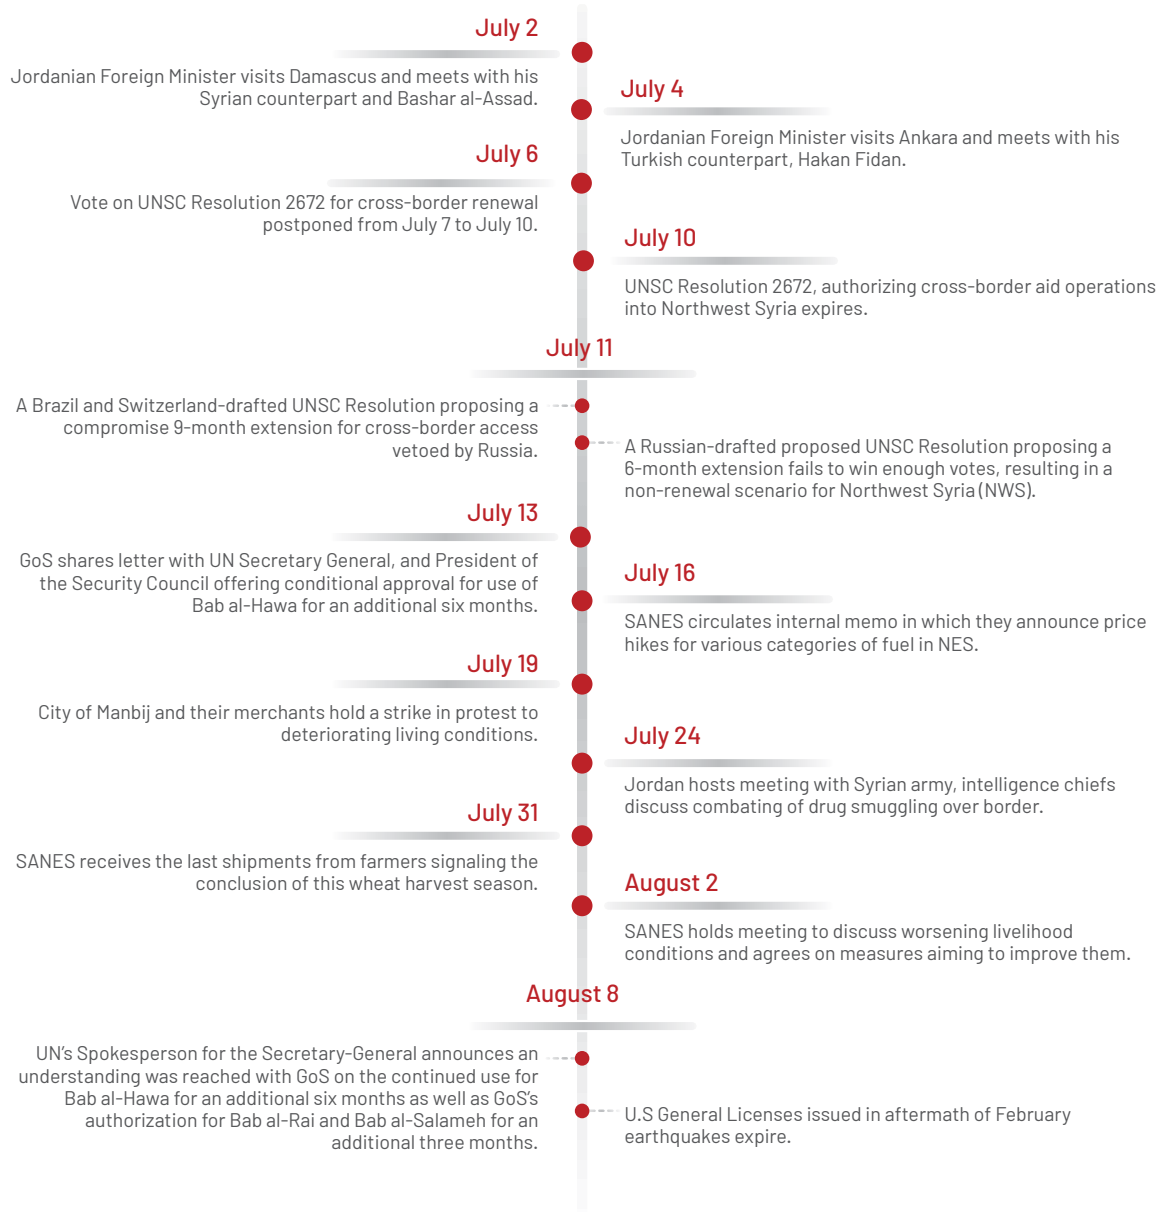 July 2
Jordanian Foreign Minister visits Damascus and meets with his
Syrian counterpart and Bashar al-Assad.
July 4
Jordanian Foreign Minister visits Ankara and meets with his
Turkish counterpart, Hakan Fidan.
July 6
Vote on UNSC Resolution 2672 for cross-border renewal
postponed from July 7 to July 10.
July 10
UNSC Resolution 2672, authorizing cross-border aid operations
into Northwest Syria expires.
July 11
A Brazil and Switzerland-drafted UNSC Resolution proposing a
compromise 9-month extension for cross-border access
vetoed by Russia.
A Russian-drafted proposed UNSC Resolution proposing a
6-month extension fails to win enough votes, resulting in a
non-renewal scenario for Northwest Syria (NWS).
July 13
GoS shares letter with UN Secretary General, and President of
the Security Council offering conditional approval for use of
Bab al-Hawa for an additional six months.
July 16
SANES circulates internal memo in which they announce price
hikes for various categories of fuel in NES.
July 19
City of Manbij and their merchants hold a strike in protest to
deteriorating living conditions.
July 24
Jordan hosts meeting with Syrian army, intelligence chiefs
discuss combating of drug smuggling over border.
July 31
SANES receives the last shipments from farmers signaling the
conclusion of this wheat harvest season.
August 2
SANES holds meeting to discuss worsening livelihood
conditions and agrees on measures aiming to improve them.
August 8
UN's Spokesperson for the Secretary-General announces an
understanding was reached with GoS on the continued use for
Bab al-Hawa for an additional six months as well as GoS's
authorization for Bab al-Rai and Bab al-Salameh for an
additional three months.
U.S General Licenses issued in aftermath of February
earthquakes expire.